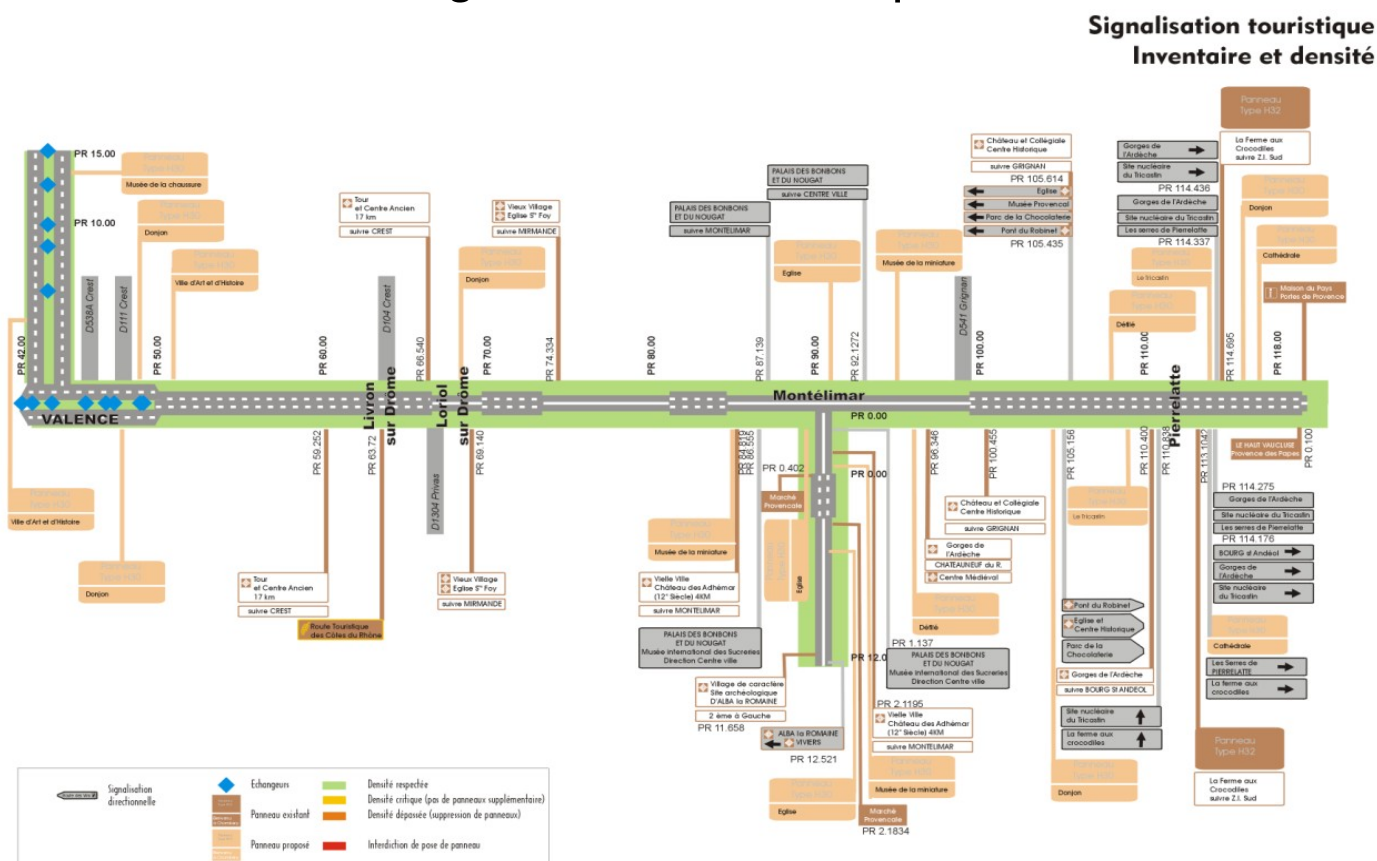 Signalisation touristique
Inventaire et densité
PR 15.00
PR 10.00
Panneau
Type H30
Musée de la chaussure
Donjon
Ville d'Art et d'Histoire
D538A Crest
D111 Crest
PR 42.00
PR 50.00
PR 60.00
Tour
et Centre Ancien
17 km
suivre CREST
D104 Crest
PR 66.540
Vieux Village
Eglise Sᵗᵉ Foy
suivre MIRMANDE
Donjon
PR 70.00
PR 74.334
PR 80.00
PALAIS DES BONBONS
ET DU NOUGAT
suivre MONTELIMAR
PR 87.139
PALAIS DES BONBONS
ET DU NOUGAT
suivre CENTRE VILLE
Eglise
PR 90.00
PR 92.1272
Musée de la miniature
D541 Grignan
PR 100.00
Château et Collégiale
Centre Historique
suivre GRIGNAN
PR 105.614
Eglise
Musée Provencal
Parc de la Chocolaterie
Pont du Robinet
PR 105.435
Gorges de
l'Ardèche
Site nucléaire
du Tricastin
PR 114.436
Gorges de l'Ardèche
Site nucléaire du Tricastin
Les serres de Pierrelatte
PR 114.337
Le Tricastin
Défilé
PR 110.00
Panneau
Type H32
La Ferme aux
Crocodiles
suivre Z.I. Sud
PR 114.695
Donjon
Cathédrale
Maison du Pays
Portes de Provence
PR 118.00
VALENCE
Livron
sur Drôme
Loriol
sur Drôme
Montélimar
Pierrelatte
PR 0.00
Ville d'Art et d'Histoire
Donjon
PR 59.252
Tour
et Centre Ancien
17 km
suivre CREST
PR 63.72
Route Touristique
des Côtes du Rhône
D1304 Privas
PR 69.140
Vieux Village
Eglise Sᵗᵉ Foy
suivre MIRMANDE
PR 84.819
PR 86.555
Musée de la miniature
Vielle Ville
Château des Adhémar
(12° Siècle) 4KM
suivre MONTELIMAR
PALAIS DES BONBONS
ET DU NOUGAT
Musée international des Sucreries
Direction Centre ville
PR 0.402
Marché
Provencale
Eglise
PR 0.00
Village de caractère
Site archéologique
D'ALBA la ROMAINE
2 ème à Gauche
PR 11.658
ALBA la ROMAINE
VIVIERS
PR 12.521
PR 12.0
Eglise
PR 1.137
PALAIS DES BONBONS
ET DU NOUGAT
Musée international des Sucreries
Direction Centre ville
PR 2.1195
Vielle Ville
Château des Adhémar
(12° Siècle) 4KM
suivre MONTELIMAR
Musée de la miniature
Marché
Provencale
PR 2.1834
PR 96.346
Gorges de
l'Ardèche
CHATEAUNEUF du R.
Centre Médiéval
Défilé
PR 100.455
Château et Collégiale
Centre Historique
suivre GRIGNAN
PR 105.156
Le Tricastin
Pont du Robinet
Eglise et
Centre Historique
Parc de la
Chocolaterie
Donjon
PR 110.400
Gorges de l'Ardèche
suivre BOURG St ANDEOL
PR 110.838
Site nucléaire
du Tricastin
La ferme aux
crocodiles
PR 113.1042
LE HAUT VAUCLUSE
Provence des Papes
PR 0.100
PR 114.275
Gorges de l'Ardèche
Site nucléaire du Tricastin
Les serres de Pierrelatte
PR 114.176
BOURG st Andéol
Gorges de
l'Ardèche
Site nucléaire
du Tricastin
Cathédrale
Les Serres de
PIERRELATTE
La ferme aux
crocodiles
Panneau
Type H32
La Ferme aux
Crocodiles
suivre Z.I. Sud
Signalisation
directionnelle
Echangeurs
Panneau existant
Panneau proposé
Densité respectée
Densité critique (pas de panneaux supplémentaire)
Densité dépassée (suppression de panneaux)
Interdiction de pose de panneau